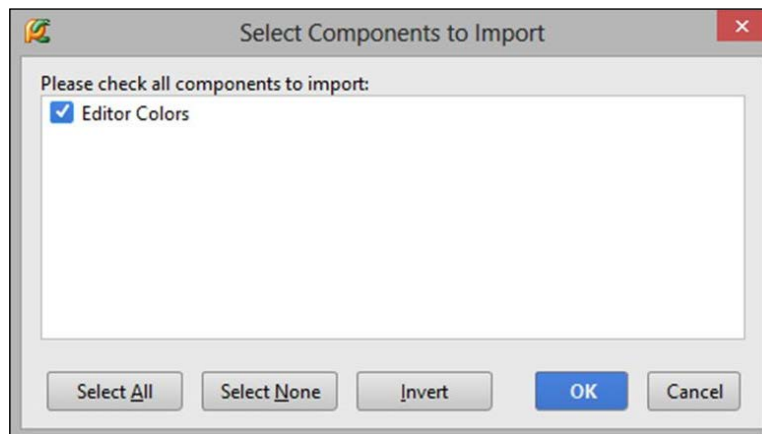 Select Components to Import
Please check all components to import:
Editor Colors
Select All Select None Invert OK Cancel